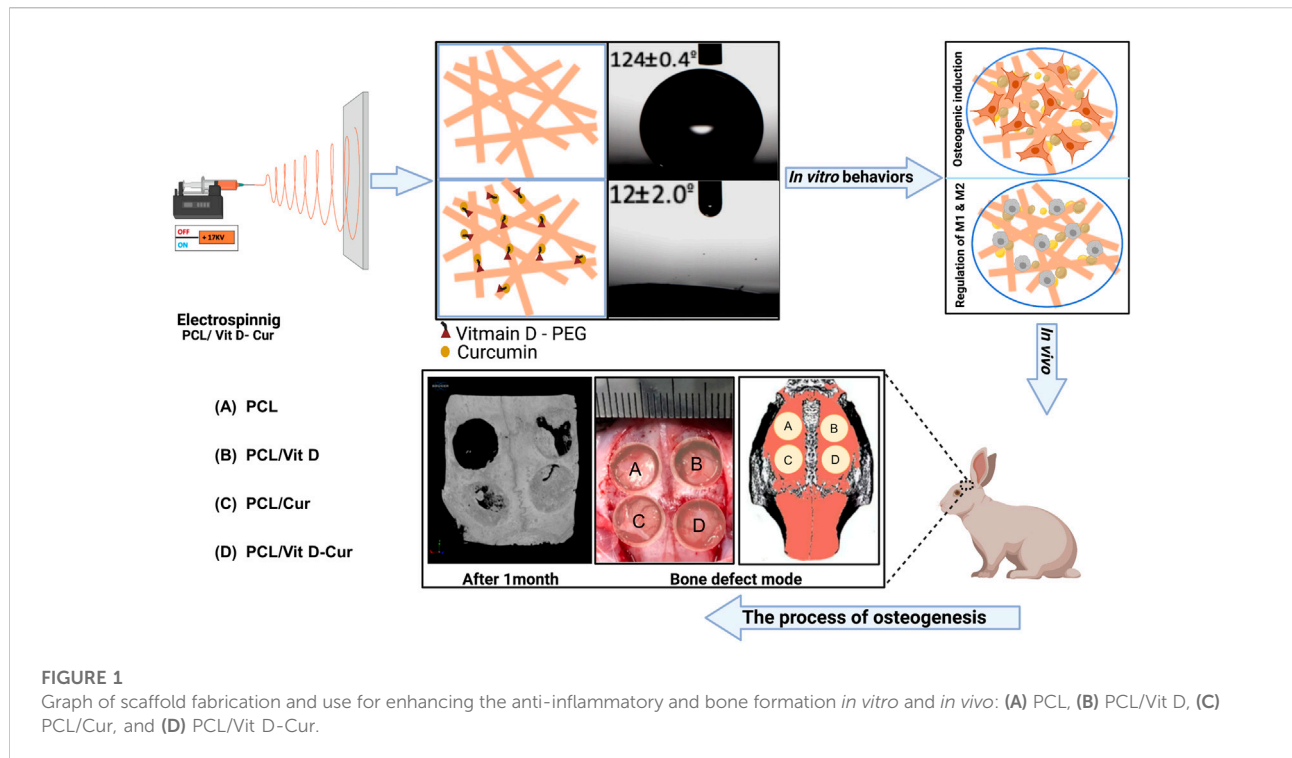 124±0.4º
12±2.0º
OFF
ON
+ 17KV
Electrospinnig
PCL/ Vit D- Cur
Vitmain D - PEG
Curcumin
In vitro behaviors
Osteogenic induction
Regulation of M1 & M2
In vivo
(A) PCL
(B) PCL/Vit D
(C) PCL/Cur
(D) PCL/Vit D-Cur
A
B
C
D
A
B
C
D
After 1month
Bone defect mode
The process of osteogenesis
FIGURE 1
Graph of scaffold fabrication and use for enhancing the anti-inflammatory and bone formation in vitro and in vivo: (A) PCL, (B) PCL/Vit D, (C)
PCL/Cur, and (D) PCL/Vit D-Cur.